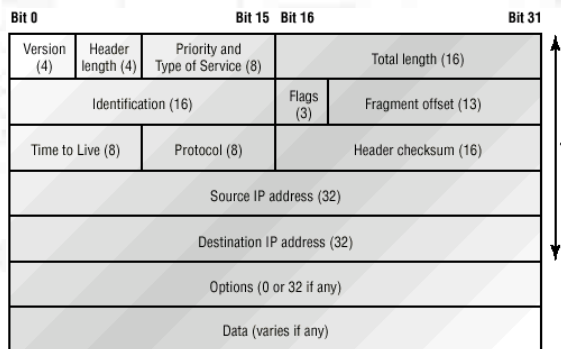 Bit 0 Bit 15 Bit 16 Bit 31
Version
(4)
Header
length (4)
Priority and
Type of Service (8)
Total length (16)
Identification (16)
Flags
(3)
Fragment offset (13)
Time to Live (8)
Protocol (8)
Header checksum (16)
Source IP address (32)
Destination IP address (32)
Options (0 or 32 if any)
Data (varies if any)